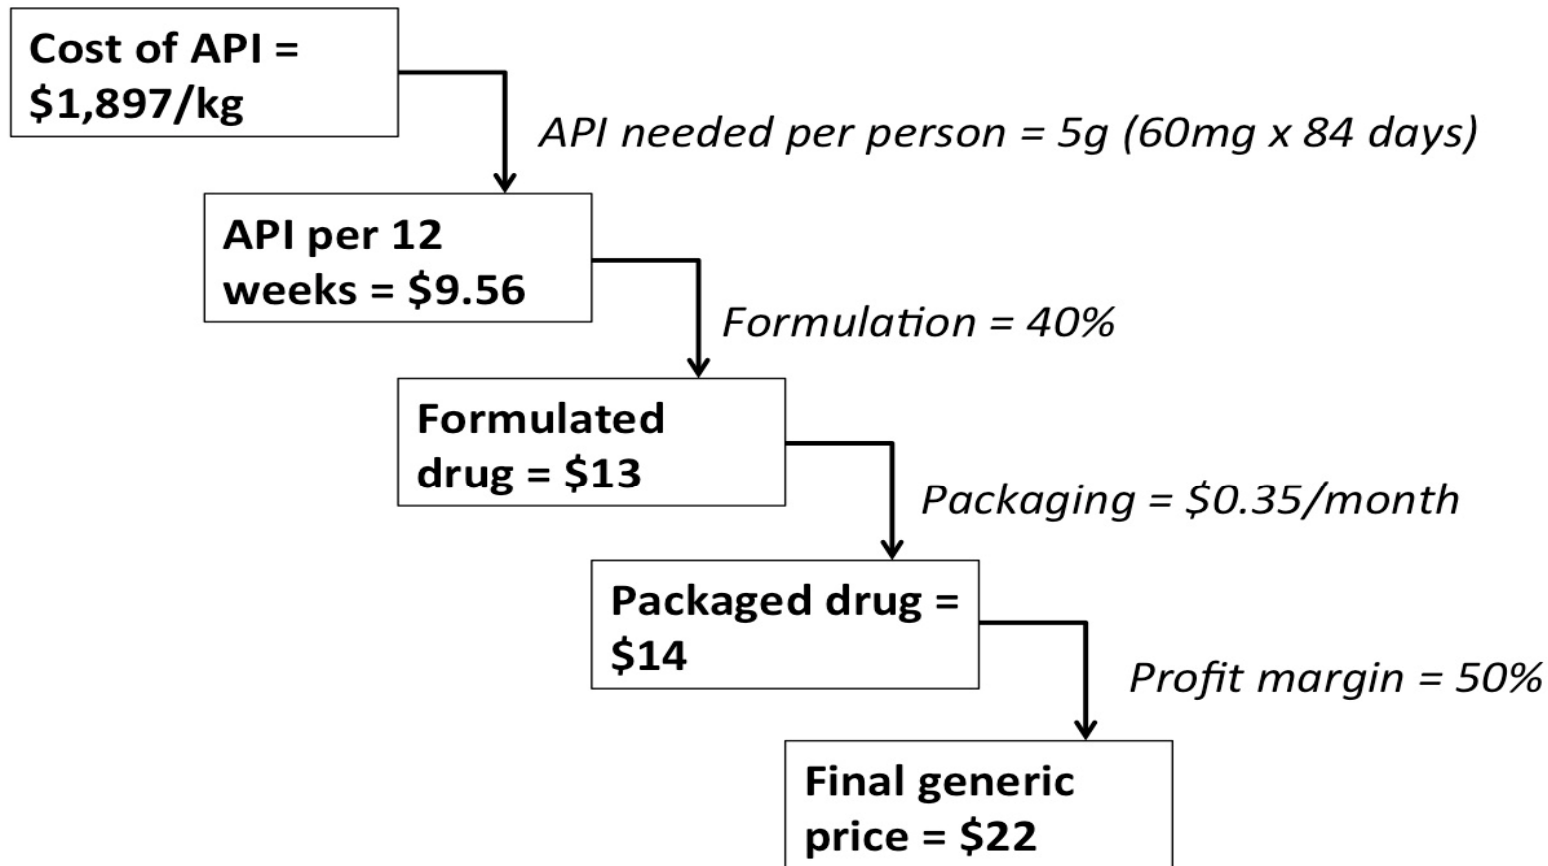 Cost of API =
$1,897/kg
API needed per person = 5g (60mg x 84 days)
API per 12
weeks = $9.56
Formulation = 40%
Formulated
drug = $13
Packaging = $0.35/month
Packaged drug =
$14
Profit margin = 50%
Final generic
price = $22